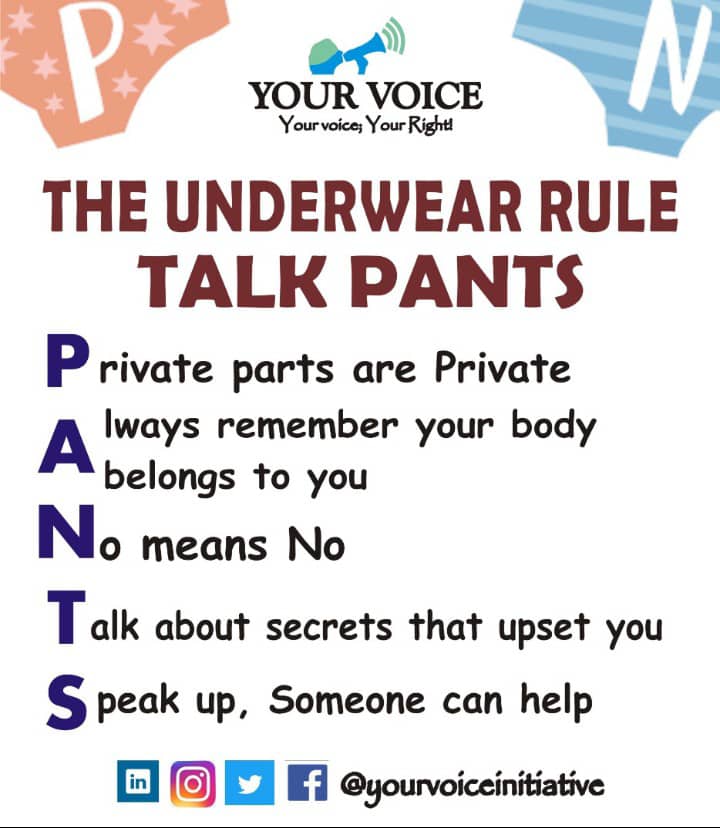 P N
YOUR VOICE
Your voice; Your Right!
THE UNDERWEAR RULE
TALK PANTS
Private parts are Private
Always remember your body
belongs to you
No means No
Talk about secrets that upset you
Speak up, Someone can help
in f @yourvoiceinitiative